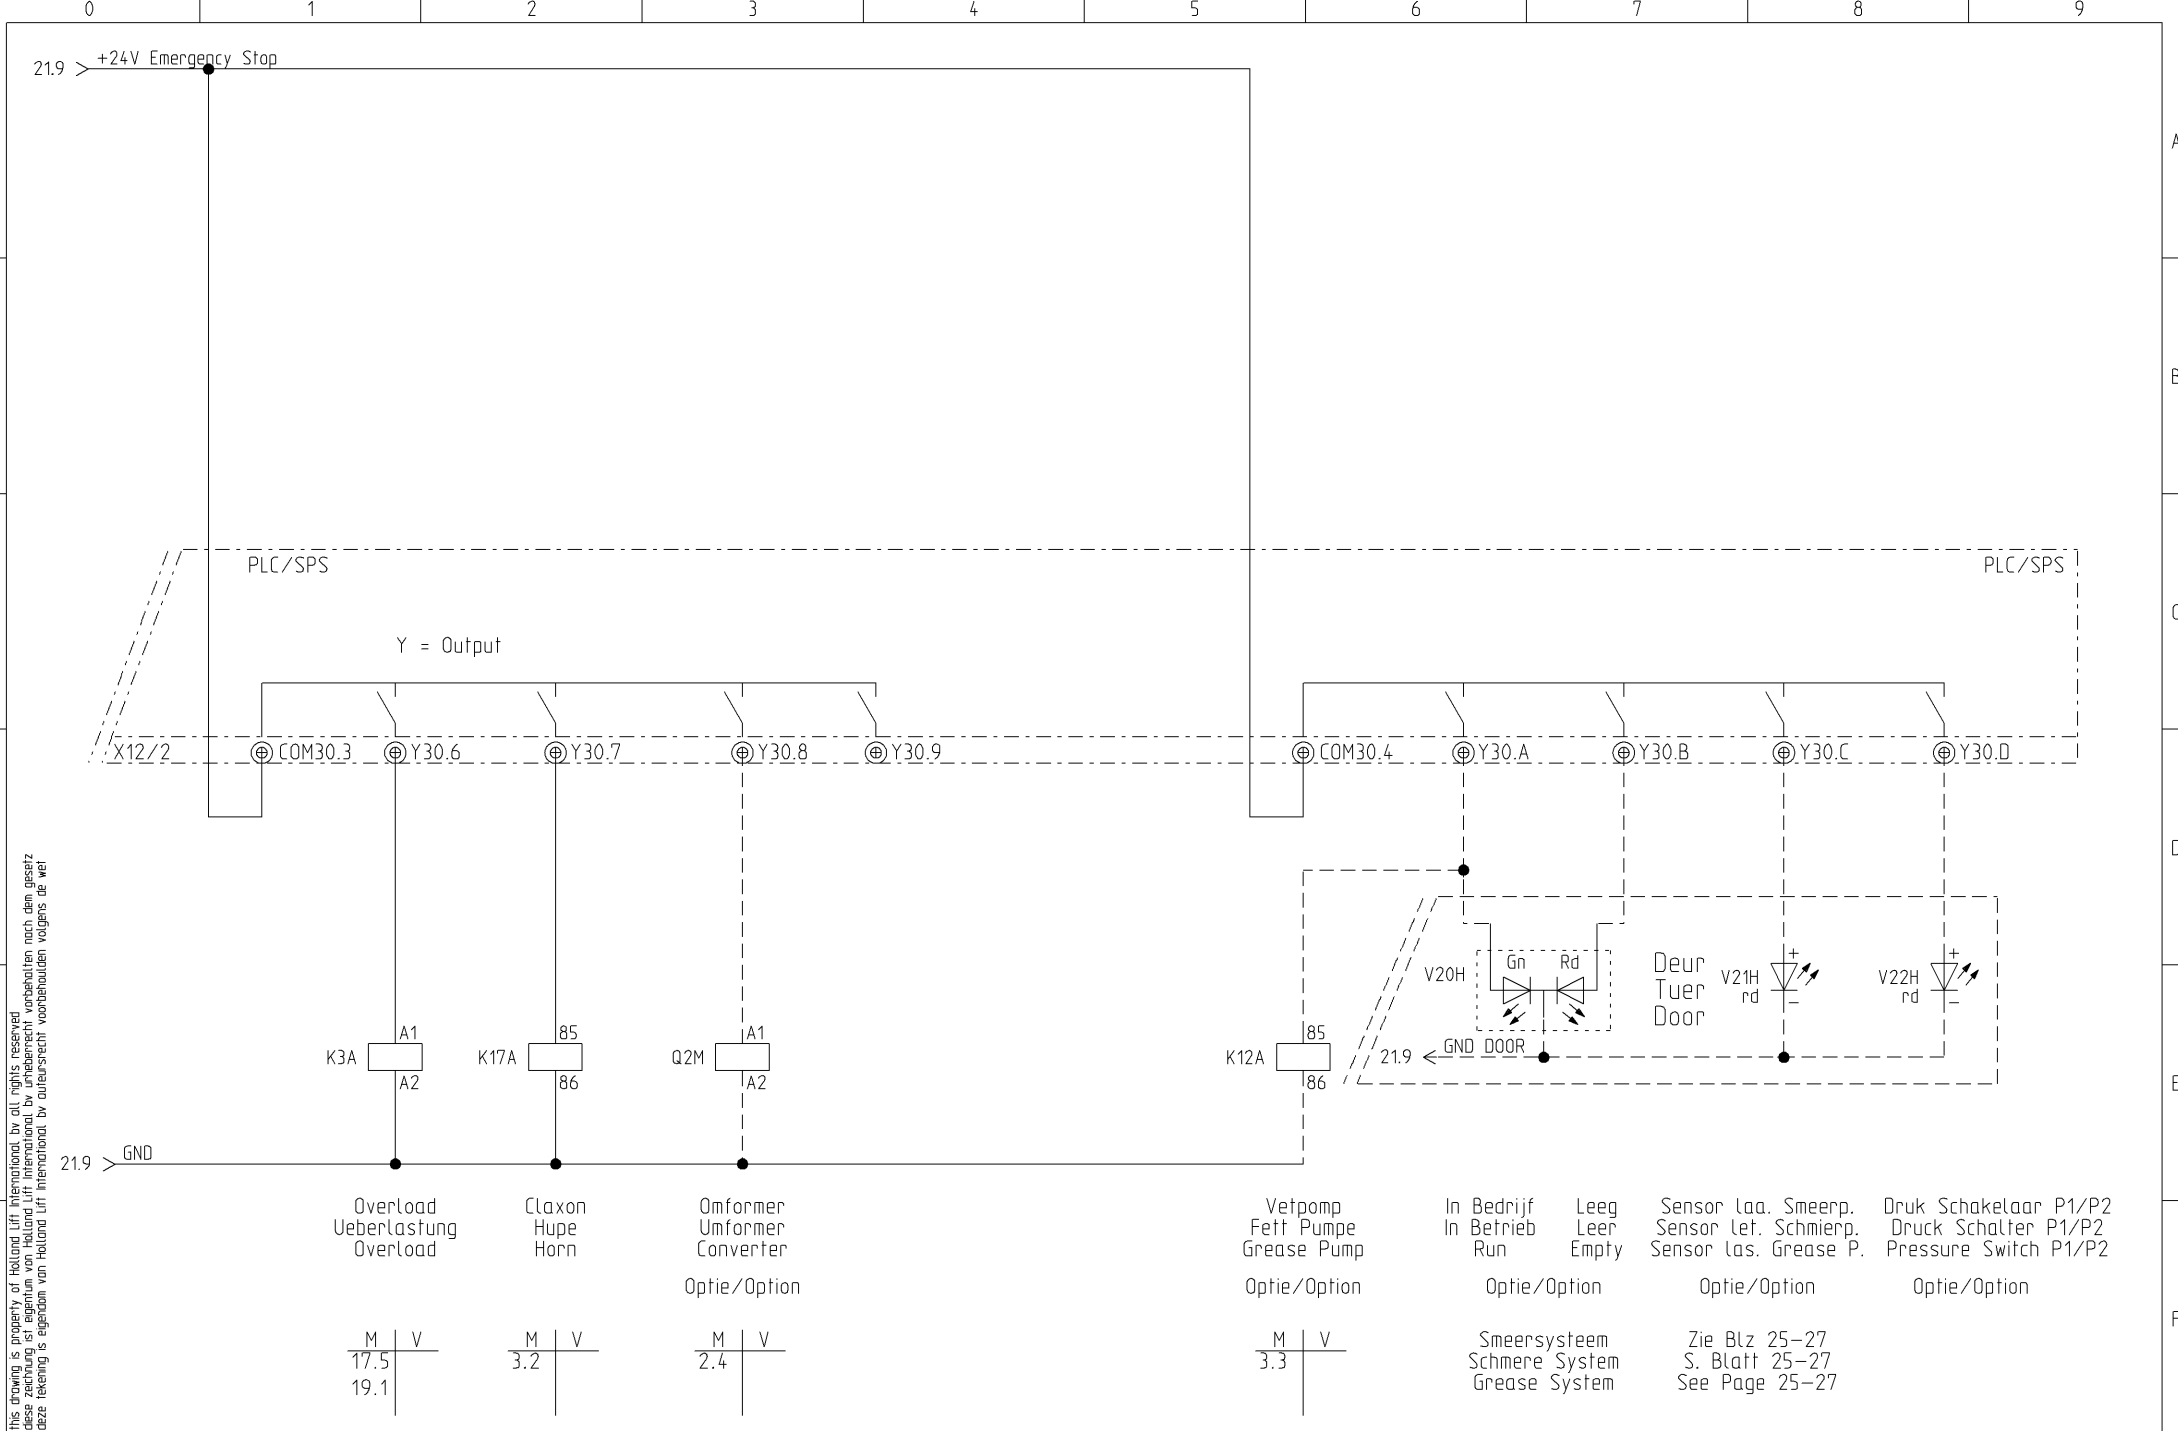 0 1 2 3 4 5 6 7 8 9
21.9 +24V Emergency Stop
A
B
PLC/SPS PLC/SPS
C
Y = Output
X12/2 COM30.3 Y30.6 Y30.7 Y30.8 Y30.9 COM30.4 Y30.A Y30.B Y30.C Y30.D
D
V20H Gn Rd
Deur
Tuer
Door
V21H + V22H +
rd - rd -
A1 85 A1 85
K3A K17A Q2M K12A
A2 86 A2 86
21.9 GND DOOR
E
21.9 GND
Overload
Ueberlastung
Overload
Claxon
Hupe
Horn
Omformer
Umformer
Converter
Optie/Option
Vetpomp
Fett Pumpe
Grease Pump
Optie/Option
In Bedrijf
In Betrieb
Run
Leeg
Leer
Empty
Optie/Option
Sensor laa. Smeerp.
Sensor let. Schmierp.
Sensor las. Grease P.
Optie/Option
Druk Schakelaar P1/P2
Druck Schalter P1/P2
Pressure Switch P1/P2
Optie/Option
F
M V
17.5
19.1
M V
3.2
M V
2.4
M V
3.3
Smeersysteem
Schmere System
Grease System
Zie Blz 25-27
S. Blatt 25-27
See Page 25-27
this drawing is property of Holland Lift International bv all rights reserved
diese zeichnung ist eigentum van Holland Lift International bv urheberrecht vorbehalten nach dem gesetz
deze tekening is eigendom van Holland Lift International bv auteursrecht voorbehoulden volgens de wet